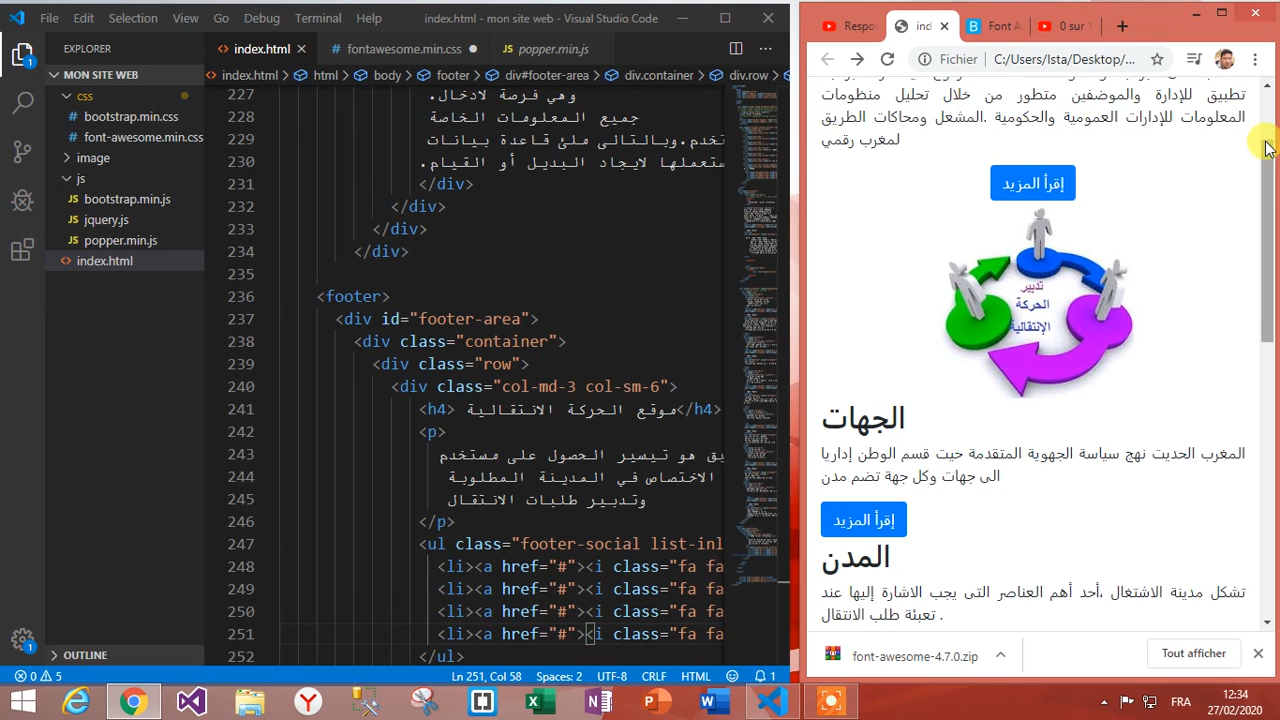 File Edit Selection View Go Debug Terminal Help index.html - mon site web - Visual Studio Code
EXPLORER
MON SITE WEB
css
bootstrap.min.css
font-awesome.min.css
image
js
bootstrap.min.js
jquery.js
popper.min.js
index.html
OUTLINE
index.html fontawesome.min.css popper.min.js
index.html html body footer div#footer-area div.container div.row
227 وهي فرصة لادخال.
228 جميع المعلومات الخاصة
229 تخدم.وبالتالى نلئ قاعدة بيانات
230 ستعملها لايجاد البديل أو القيام.
231 </div>
232 </div>
233 </div>
234 </div>
235
236 <footer>
237 <div id="footer-area">
238 <div class="container">
239 <div class="row">
240 <div class="col-md-3 col-sm-6">
241 <h4> موقع الحركة الانتقالية</h4>
242 <p>
243 يق هو تيسير الحصول على مستخدم
244 الاختصاص في المدينة المطلوبة
245 وتدبير طلبات الانتقال
246 </p>
247 <ul class="footer-social list-inl
248 <li><a href="#"><i class="fa fa
249 <li><a href="#"><i class="fa fa
250 <li><a href="#"><i class="fa fa
251 <li><a href="#"><i class="fa fa
252 </ul>
0 5 Ln 251, Col 58 Spaces: 2 UTF-8 CRLF HTML 1
Respor ind Font A 0 sur 1
Fichier C:/Users/Ista/Desktop/...
تطبيق للإدارة والموضفين متطور من خلال تحليل منظومات
المعلومات للإدارات العمومية والحكومية .المشعل ومحاكات الطريق
لمغرب رقمي
إقرأ المزيد
تدبير
الحركة
الإنتقالية
الجهات
المغرب الحديت نهج سياسة الجهوية المتقدمة حيت قسم الوطن إداريا
الى جهات وكل جهة تضم مدن
إقرأ المزيد
المدن
تشكل مدينة الاشتغال ،أحد أهم العناصر التى يجب الاشارة إليها عند
تعبئة طلب الانتقال .
font-awesome-4.7.0.zip Tout afficher
FRA 12:34
27/02/2020